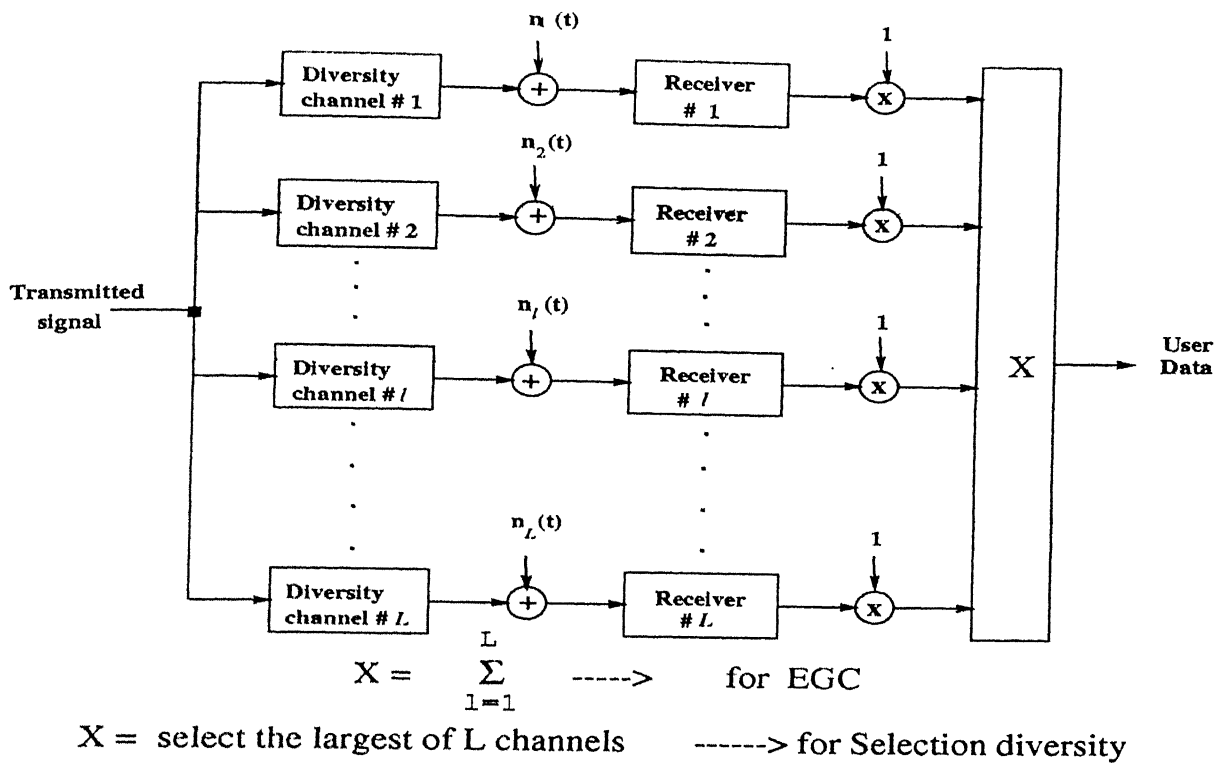 n1 (t)
1
Diversity
channel # 1
+
Receiver
# 1
x
n2(t)
1
Diversity
channel # 2
+
Receiver
# 2
x
Transmitted
signal
nl (t)
1
Diversity
channel # l
+
Receiver
# l
x
X
User
Data
nL(t)
1
Diversity
channel # L
+
Receiver
# L
x
L
X = Σ -----> for EGC
l=1
X = select the largest of L channels ------> for Selection diversity